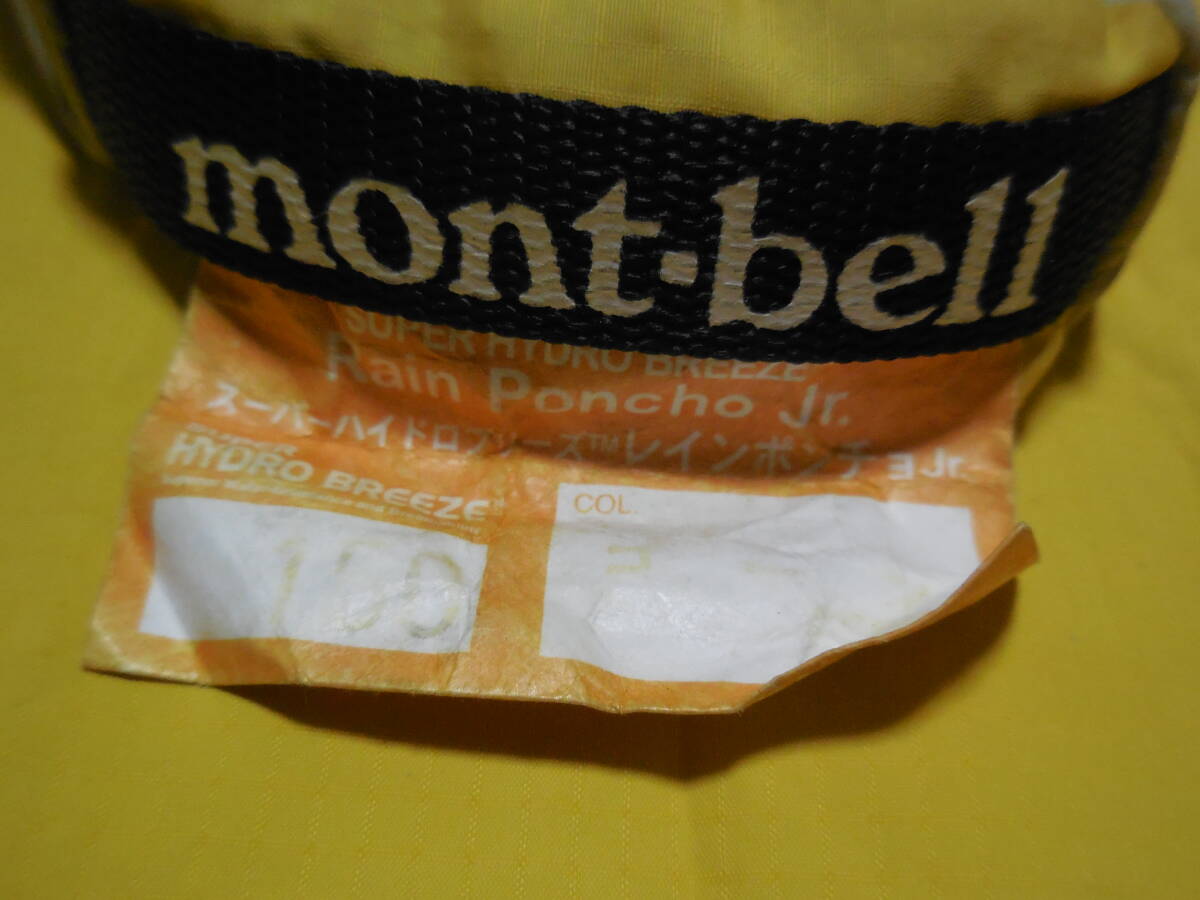 mont-bell
SUPER HYDRO BREEZE
Rain Poncho Jr.
スーパーハイドロブリーズ™レインポンチョJr.
SUPER
HYDRO BREEZE
COL.